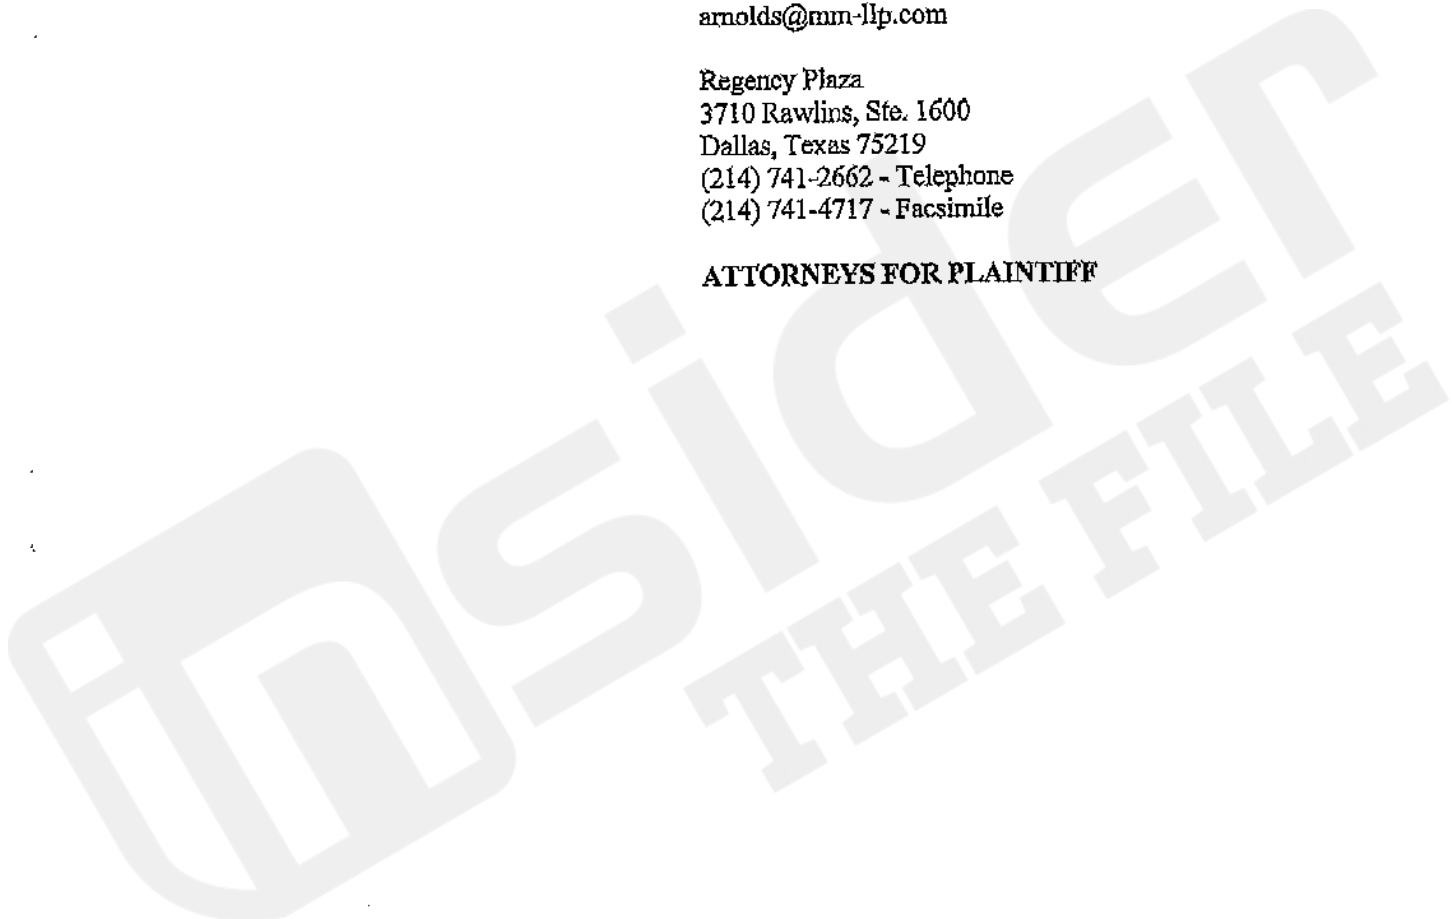 arnolds@mm-llp.com
Regency Plaza
3710 Rawlins, Ste. 1600
Dallas, Texas 75219
(214) 741-2662 - Telephone
(214) 741-4717 - Facsimile
ATTORNEYS FOR PLAINTIFF
insider
THE FILE